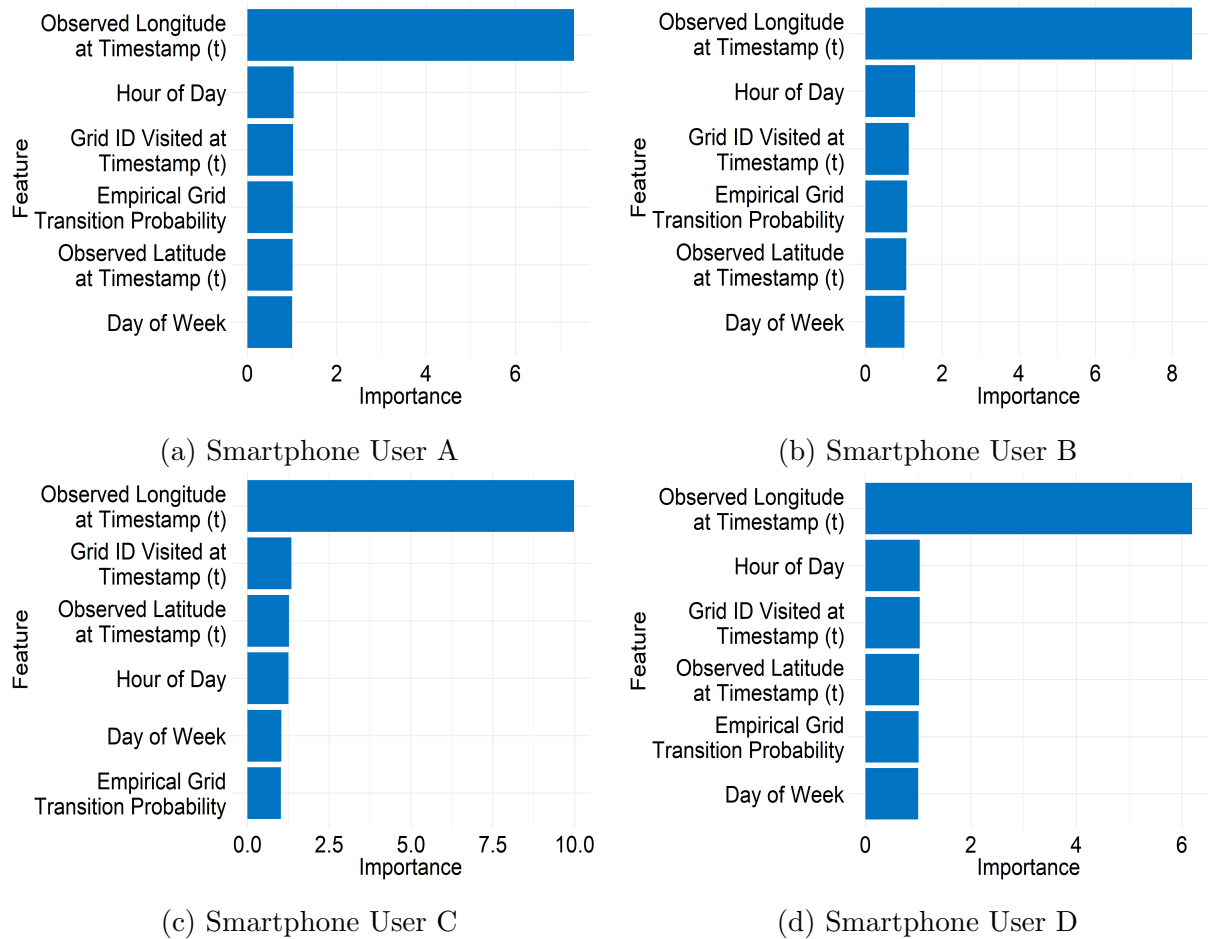 Observed Longitude
at Timestamp (t)
Hour of Day
Grid ID Visited at
Timestamp (t)
Empirical Grid
Transition Probability
Observed Latitude
at Timestamp (t)
Day of Week
Feature
0 2 4 6
Importance
(a) Smartphone User A
Observed Longitude
at Timestamp (t)
Hour of Day
Grid ID Visited at
Timestamp (t)
Empirical Grid
Transition Probability
Observed Latitude
at Timestamp (t)
Day of Week
Feature
0 2 4 6 8
Importance
(b) Smartphone User B
Observed Longitude
at Timestamp (t)
Grid ID Visited at
Timestamp (t)
Observed Latitude
at Timestamp (t)
Hour of Day
Day of Week
Empirical Grid
Transition Probability
Feature
0.0 2.5 5.0 7.5 10.0
Importance
(c) Smartphone User C
Observed Longitude
at Timestamp (t)
Hour of Day
Grid ID Visited at
Timestamp (t)
Observed Latitude
at Timestamp (t)
Empirical Grid
Transition Probability
Day of Week
Feature
0 2 4 6
Importance
(d) Smartphone User D